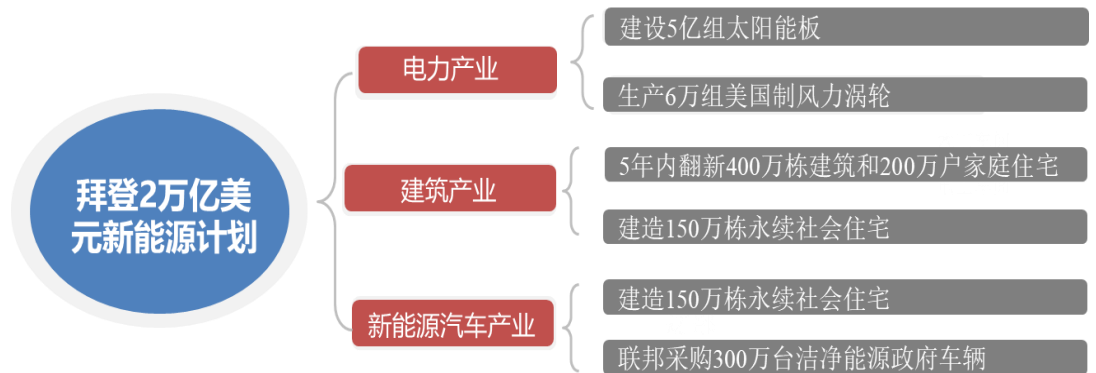 拜登2万亿美
元新能源计划
电力产业
建设5亿组太阳能板
生产6万组美国制风力涡轮
建筑产业
5年内翻新400万栋建筑和200万户家庭住宅
建造150万栋永续社会住宅
新能源汽车产业
建造150万栋永续社会住宅
联邦采购300万台洁净能源政府车辆